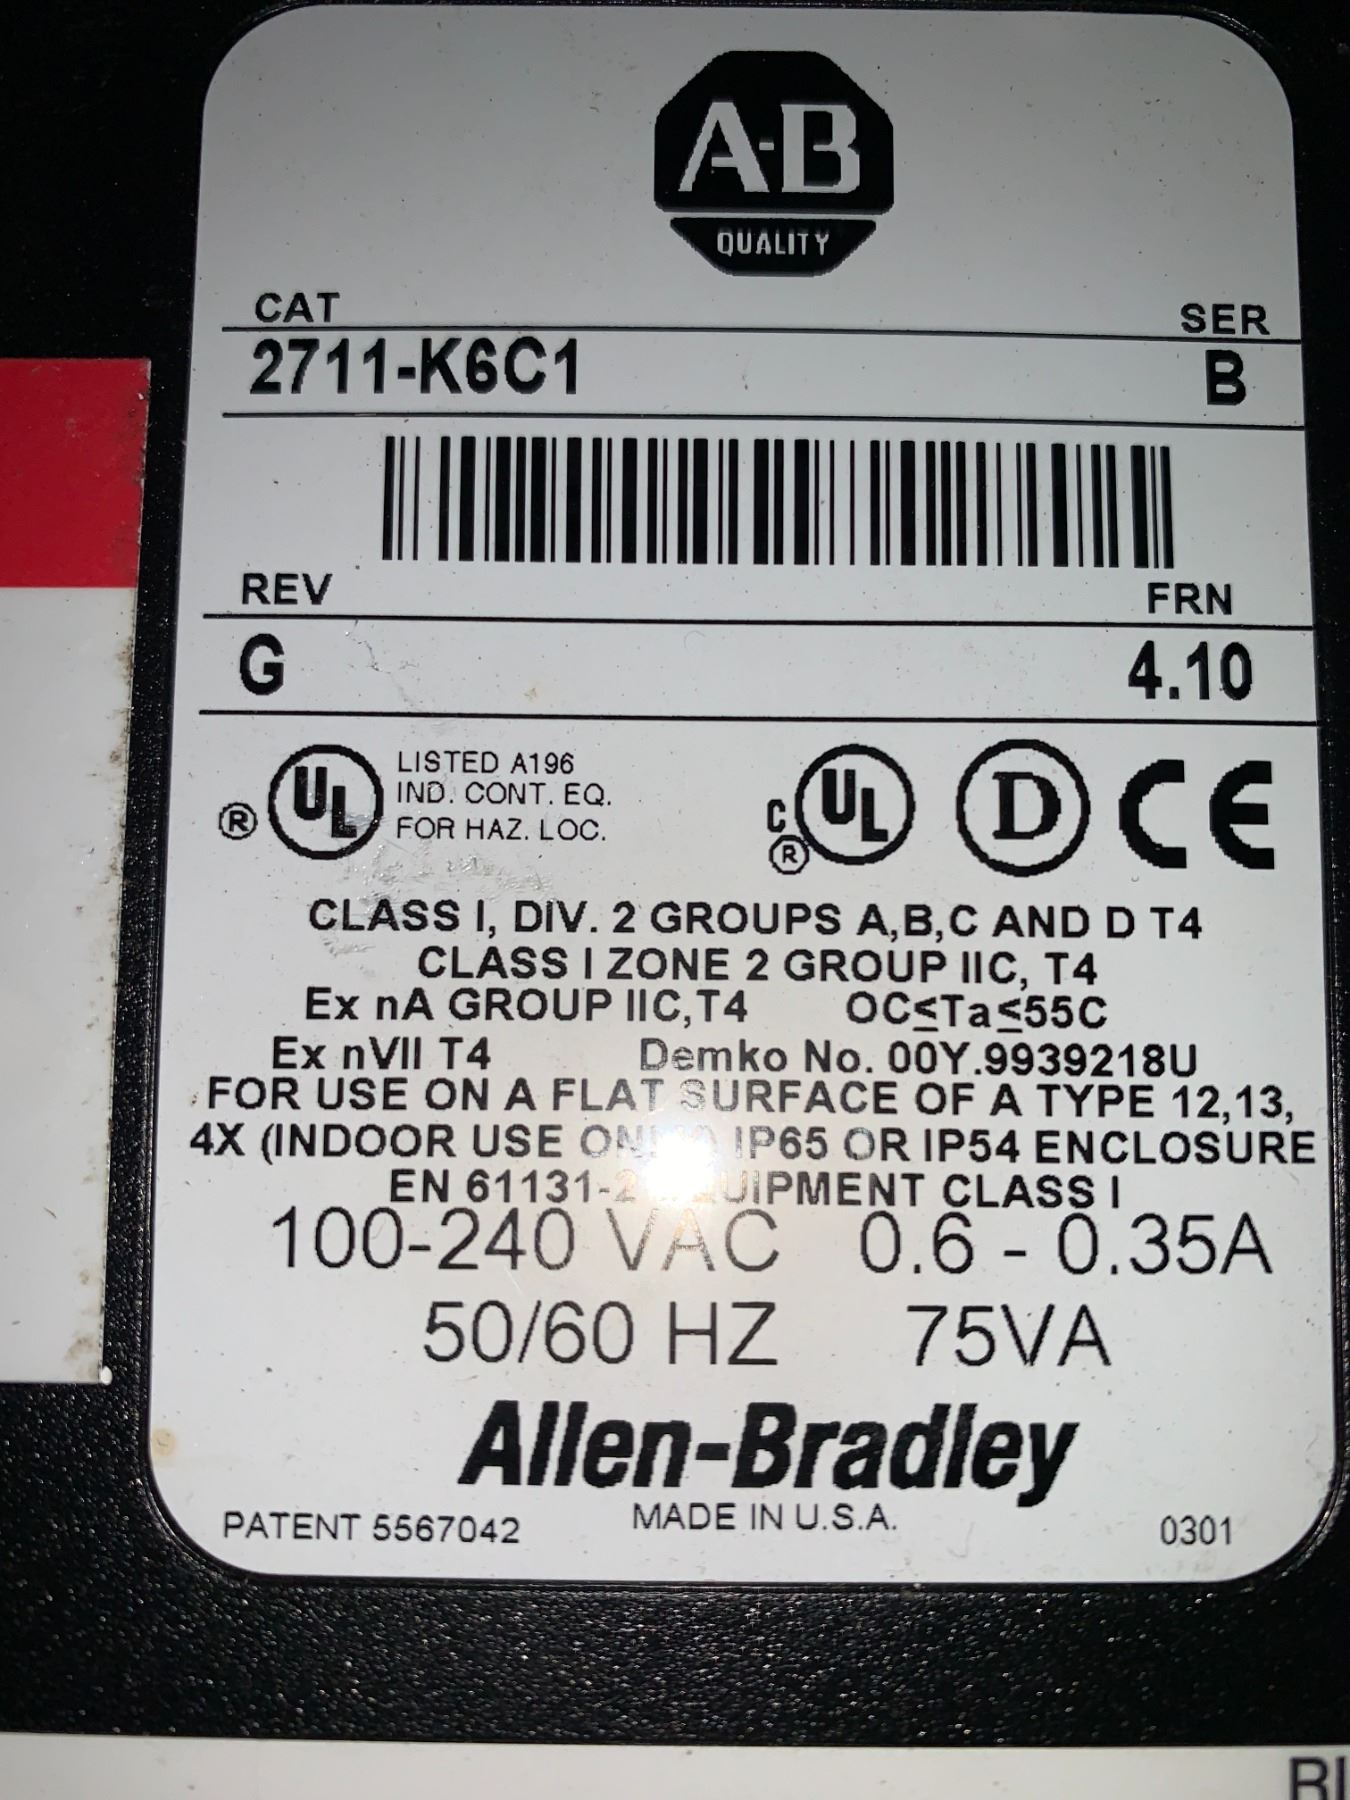 A-B
QUALITY
CAT SER
2711-K6C1 B
REV FRN
G 4.10
® UL LISTED A196
IND. CONT. EQ.
FOR HAZ. LOC.
C UL ® D CE
CLASS I, DIV. 2 GROUPS A,B,C AND D T4
CLASS I ZONE 2 GROUP IIC, T4
Ex nA GROUP IIC,T4 OC≤Ta≤55C
Ex nVII T4 Demko No. 00Y.9939218U
FOR USE ON A FLAT SURFACE OF A TYPE 12,13,
4X (INDOOR USE IP65 OR IP54 ENCLOSURE
EN 61131-2 EQUIPMENT CLASS I
100-240 VAC 0.6 - 0.35A
50/60 HZ 75VA
Allen-Bradley
PATENT 5567042 MADE IN U.S.A. 0301